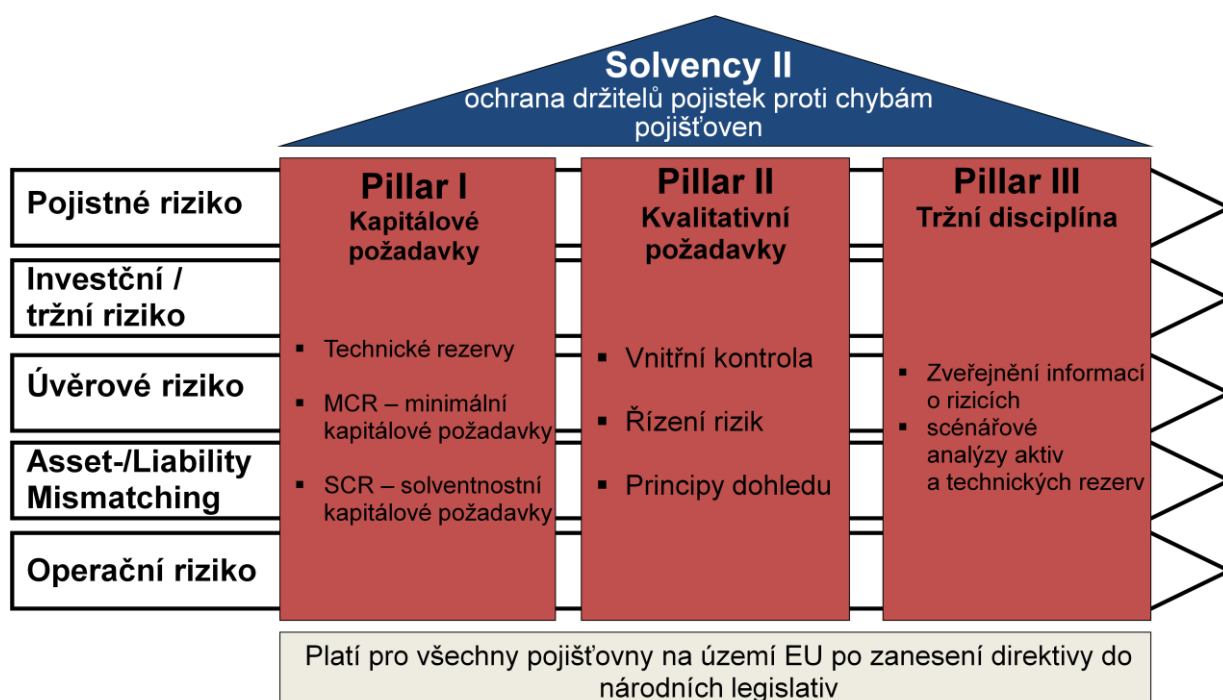 Solvency II
ochrana držitelů pojistek proti chybám
pojišťoven
Pojistné riziko
Investční /
tržní riziko
Úvěrové riziko
Asset-/Liability
Mismatching
Operační riziko
Pillar I
Kapitálové
požadavky
▪ Technické rezervy
▪ MCR – minimální
kapitálové požadavky
▪ SCR – solventnostní
kapitálové požadavky
Pillar II
Kvalitativní
požadavky
▪ Vnitřní kontrola
▪ Řízení rizik
▪ Principy dohledu
Pillar III
Tržní disciplína
▪ Zveřejnění informací
o rizicích
▪ scénářové
analýzy aktiv
a technických rezerv
Platí pro všechny pojišťovny na území EU po zanesení direktivy do
národních legislativ